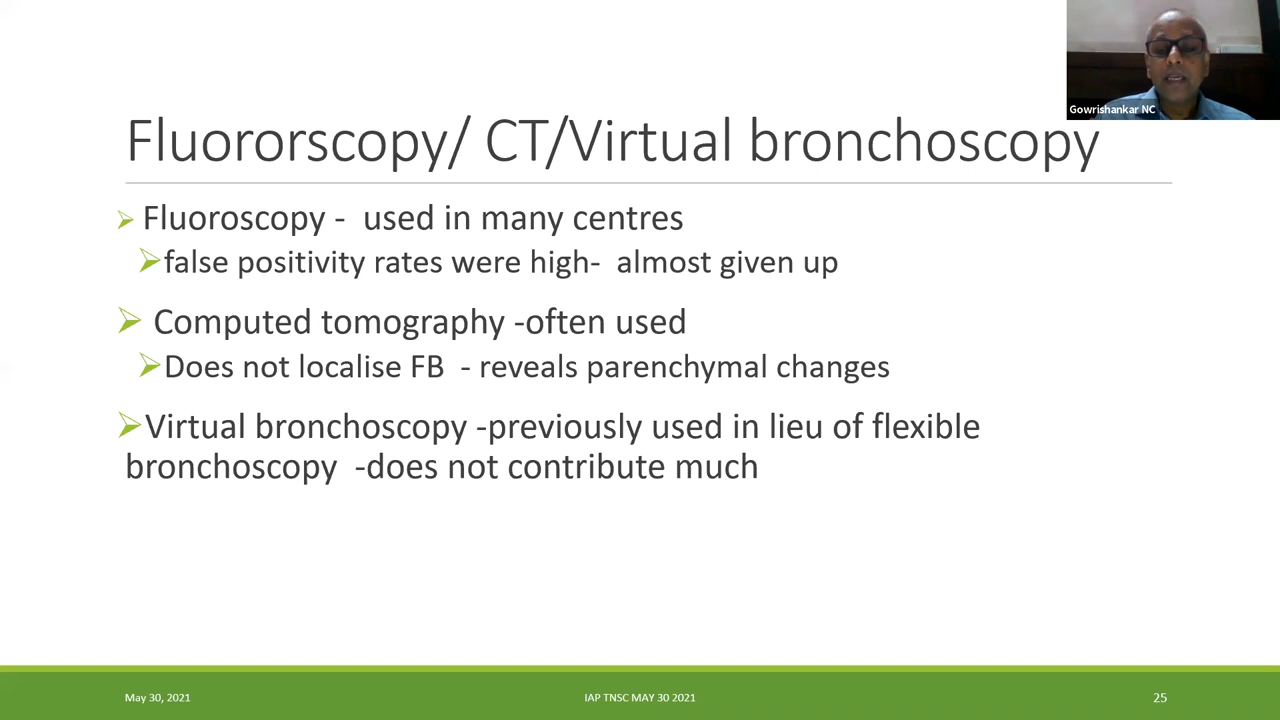 Gowrishankar NC
Fluororscopy/ CT/Virtual bronchoscopy
Fluoroscopy - used in many centres
false positivity rates were high- almost given up
Computed tomography -often used
Does not localise FB - reveals parenchymal changes
Virtual bronchoscopy -previously used in lieu of flexible
bronchoscopy -does not contribute much
May 30, 2021
IAP TNSC MAY 30 2021
25